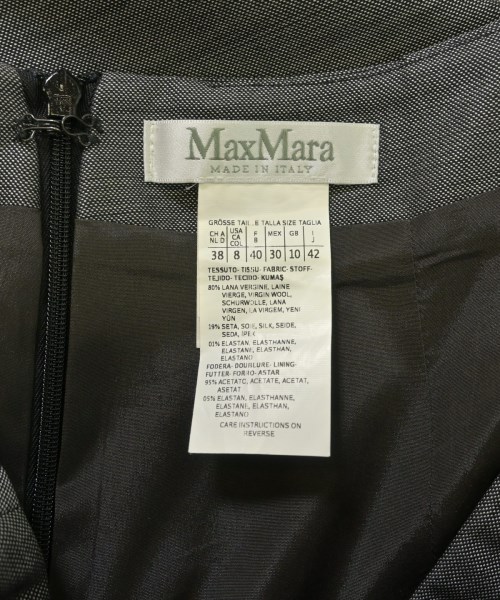 MaxMara
MADE IN ITALY
GRÖSSE TAILLE TALLA SIZE TAGLIA
CH A NL D USA CA COL F B MEX GB I J
38 8 40 30 10 42
TESSUTO-TISSU-FABRIC-STOFF-
TEJIDO-TECIDO-KUMAŞ
80% LANA VERGINE, LAINE
VIERGE, VIRGIN WOOL,
SCHURWOLLE, LANA
VIRGEN, LA VIRGEM, YENI
YÜN
19% SETA, SOIE, SILK, SEIDE,
SEDA, IPEK
01% ELASTAN, ELASTHANNE,
ELASTANE, ELASTHAN,
ELASTANO
FODERA-DOUBLURE-LINING-
FUTTER-FORRO-ASTAR
95% ACETATO, ACETATE, ACETAT,
ASETAT
05% ELASTAN, ELASTHANNE,
ELASTANE, ELASTHAN,
ELASTANO
CARE INSTRUCTIONS ON
REVERSE